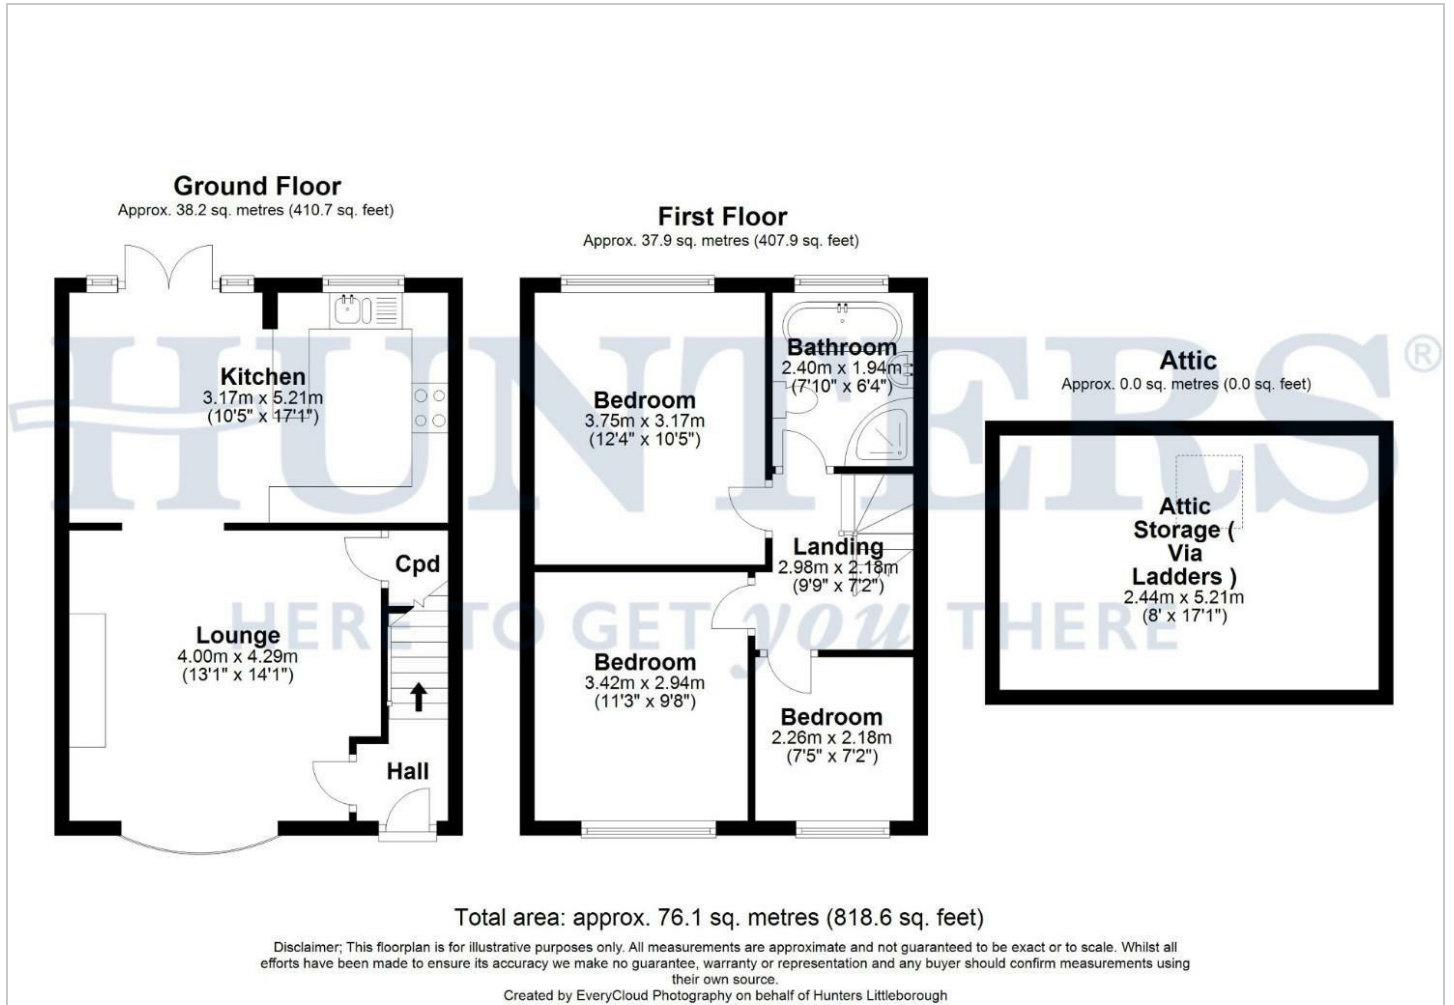 Ground Floor
Approx. 38.2 sq. metres (410.7 sq. feet)
Kitchen
3.17m x 5.21m
(10'5" x 17'1")
Cpd
Lounge
4.00m x 4.29m
(13'1" x 14'1")
Hall
First Floor
Approx. 37.9 sq. metres (407.9 sq. feet)
Bathroom
2.40m x 1.94m
(7'10" x 6'4")
Bedroom
3.75m x 3.17m
(12'4" x 10'5")
Landing
2.98m x 2.18m
(9'9" x 7'2")
Bedroom
3.42m x 2.94m
(11'3" x 9'8")
Bedroom
2.26m x 2.18m
(7'5" x 7'2")
Attic
Approx. 0.0 sq. metres (0.0 sq. feet)
Attic
Storage (
Via
Ladders )
2.44m x 5.21m
(8' x 17'1")
HUNTERS®
HERE TO GET you THERE
Total area: approx. 76.1 sq. metres (818.6 sq. feet)
Disclaimer; This floorplan is for illustrative purposes only. All measurements are approximate and not guaranteed to be exact or to scale. Whilst all
efforts have been made to ensure its accuracy we make no guarantee, warranty or representation and any buyer should confirm measurements using
their own source.
Created by EveryCloud Photography on behalf of Hunters Littleborough